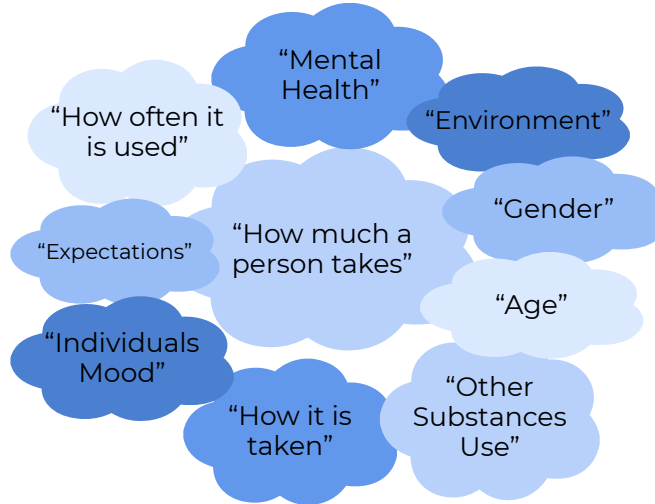 “Mental
Health”
“How often it
is used”
“Environment”
“Gender”
“How much a
person takes”
“Expectations”
“Age”
“Individuals
Mood”
“Other
Substances
Use”
“How it is
taken”